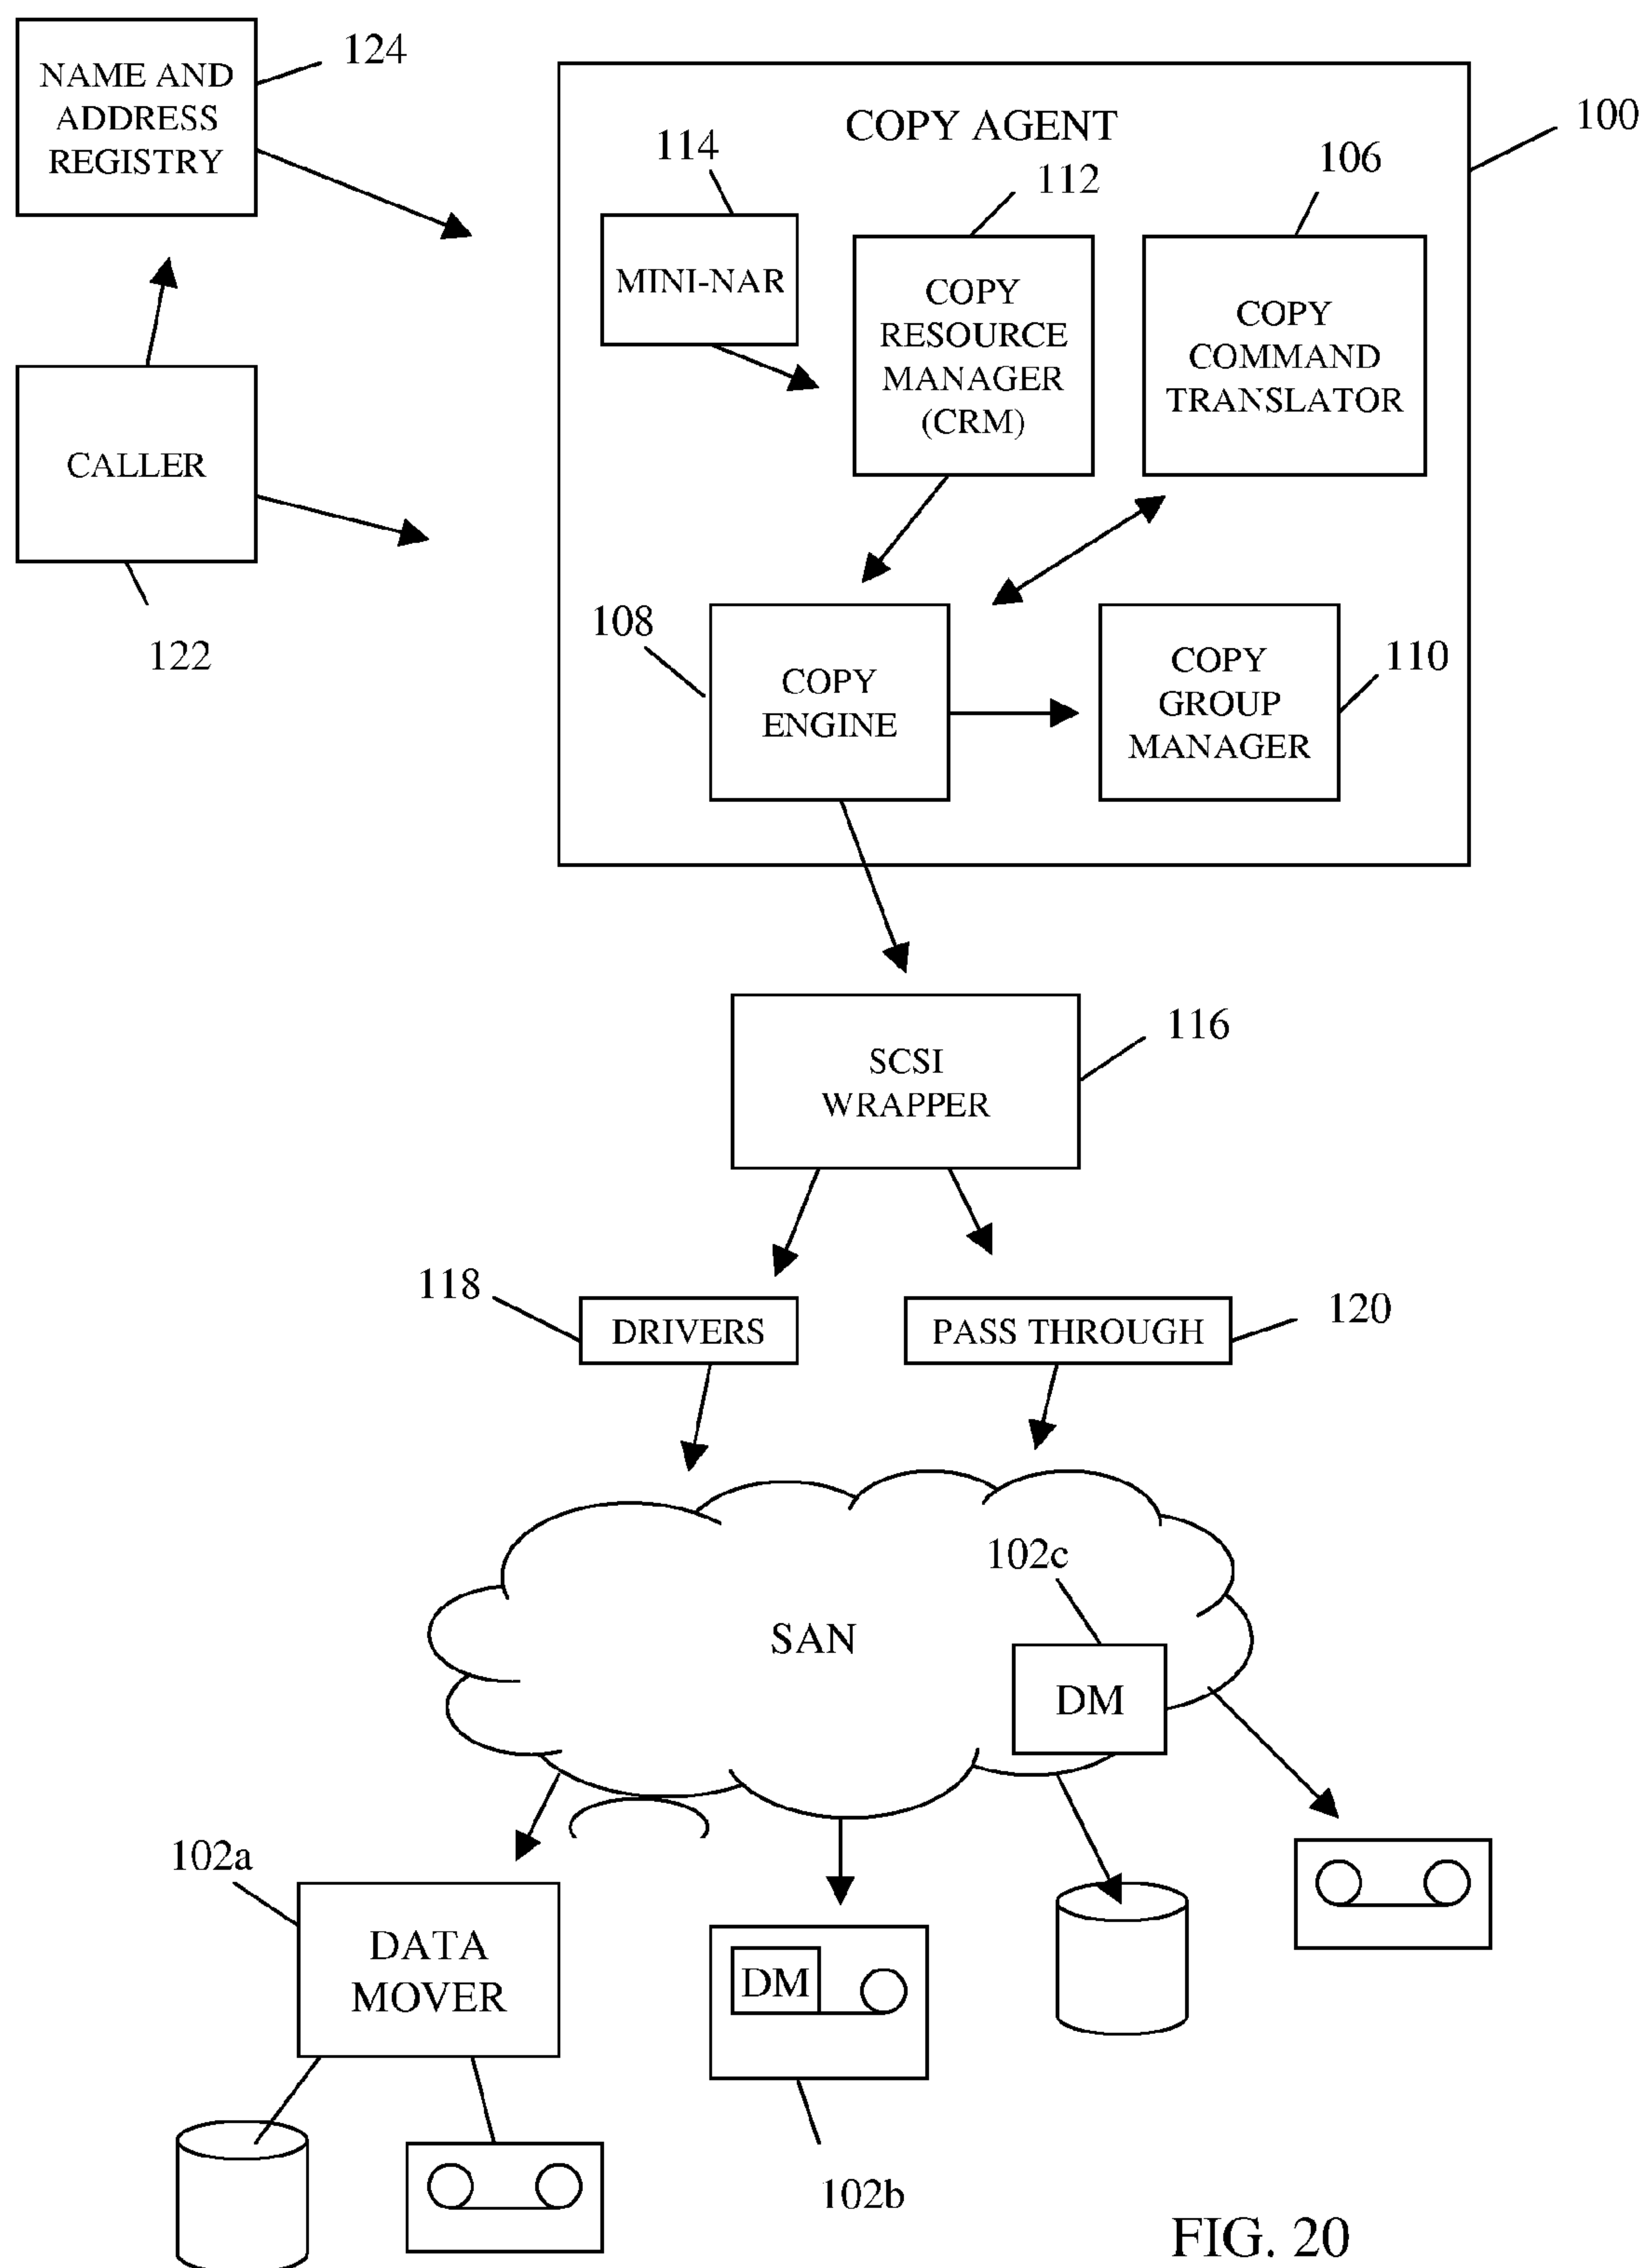 124
NAME AND
ADDRESS
REGISTRY
CALLER
122
COPY AGENT
100
114
112
106
MINI-NAR
COPY
RESOURCE
MANAGER
(CRM)
COPY
COMMAND
TRANSLATOR
108
COPY
ENGINE
COPY
GROUP
MANAGER
110
SCSI
WRAPPER
116
118
DRIVERS
PASS THROUGH
120
SAN
102c
DM
102a
DATA
MOVER
DM
102b
FIG. 20